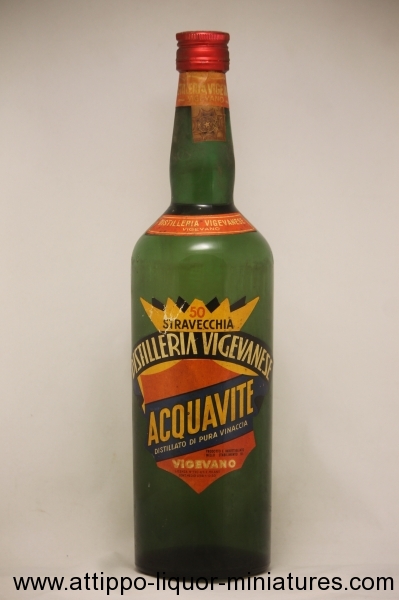 DISTILLERIA VIGEVANESE
VIGEVANO
50
STRAVECCHIA
DISTILLERIA VIGEVANESE
ACQUAVITE
DISTILLATO DI PURA VINACCIA
VIGEVANO
www.attippo-liquor-miniatures.com